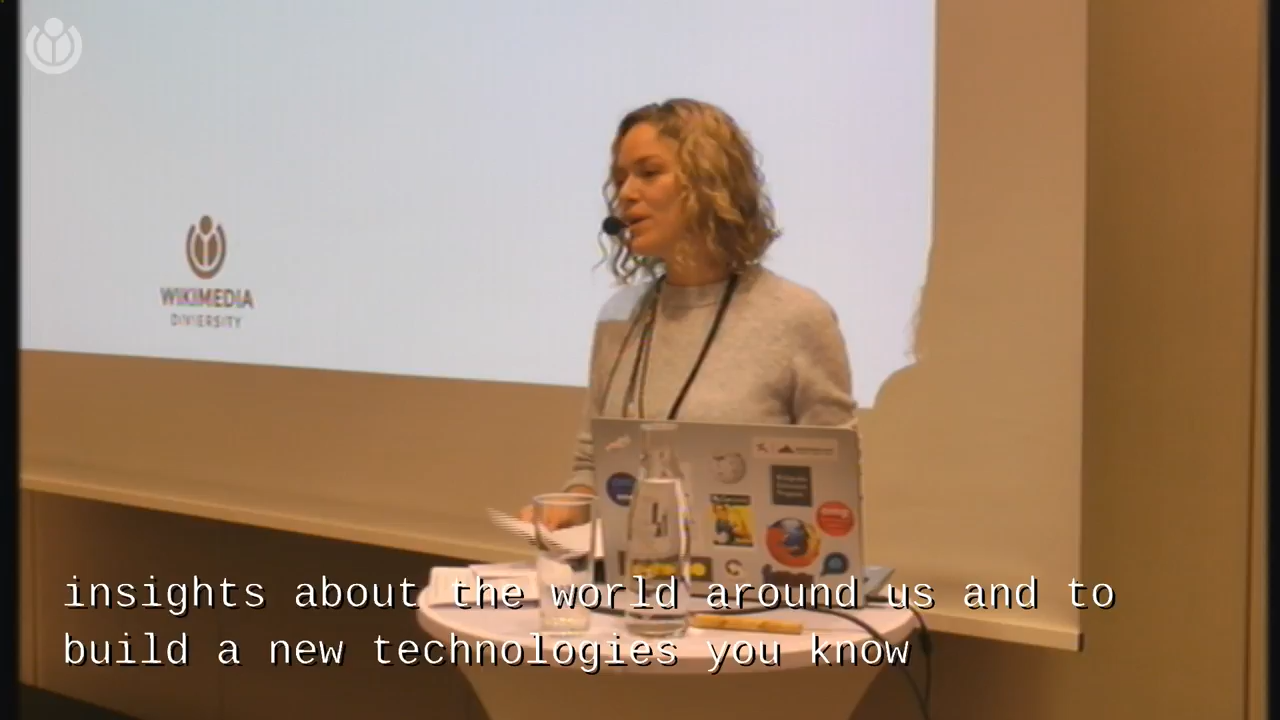 WIKIMEDIA
DIVERSITY
insights about the world around us and to
build a new technologies you know